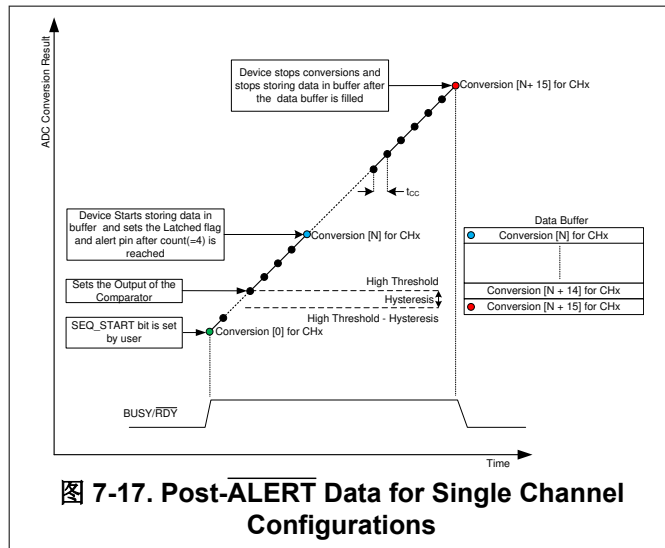 ADC Conversion Result
Device stops conversions and
stops storing data in buffer after
the data buffer is filled
Conversion [N+ 15] for CHx
tCC
Device Starts storing data in
buffer and sets the Latched flag
and alert pin after count(=4) is
reached
Conversion [N] for CHx
Data Buffer
Conversion [N] for CHx
Conversion [N + 14] for CHx
Conversion [N + 15] for CHx
Sets the Output of the
Comparator
High Threshold
Hysteresis
High Threshold - Hysteresis
SEQ_START bit is set
by user
Conversion [0] for CHx
BUSY/RDY
Time
图 7-17. Post-ALERT Data for Single Channel
Configurations